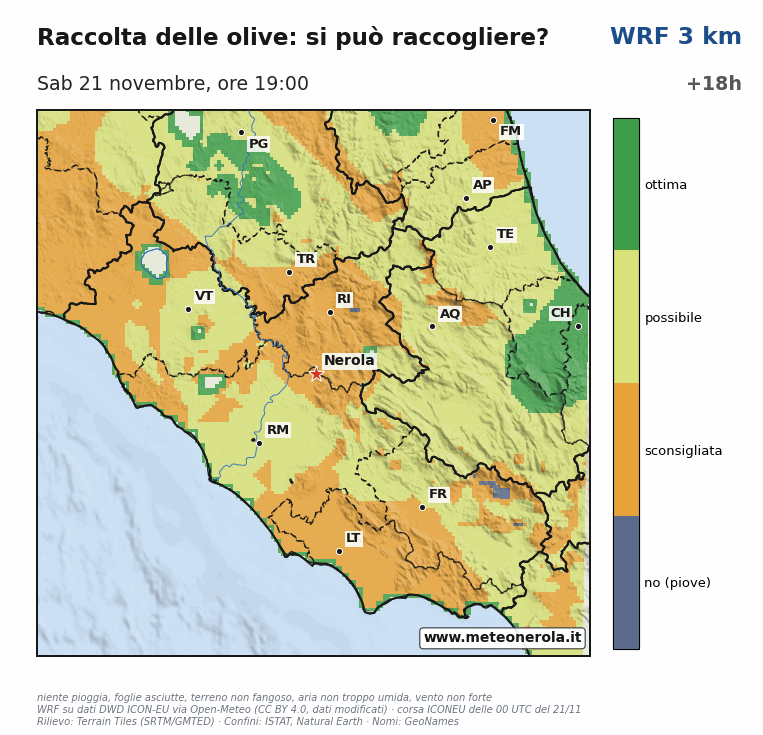 Raccolta delle olive: si può raccogliere?
WRF 3 km
Sab 21 novembre, ore 19:00
+18h
FM
PG
AP
TE
TR
VT
RI
AQ
CH
Nerola
RM
FR
LT
www.meteonerola.it
ottima
possibile
sconsigliata
no (piove)
niente pioggia, foglie asciutte, terreno non fangoso, aria non troppo umida, vento non forte
WRF su dati DWD ICON-EU via Open-Meteo (CC BY 4.0, dati modificati) · corsa ICONEU delle 00 UTC del 21/11
Rilievo: Terrain Tiles (SRTM/GMTED) · Confini: ISTAT, Natural Earth · Nomi: GeoNames